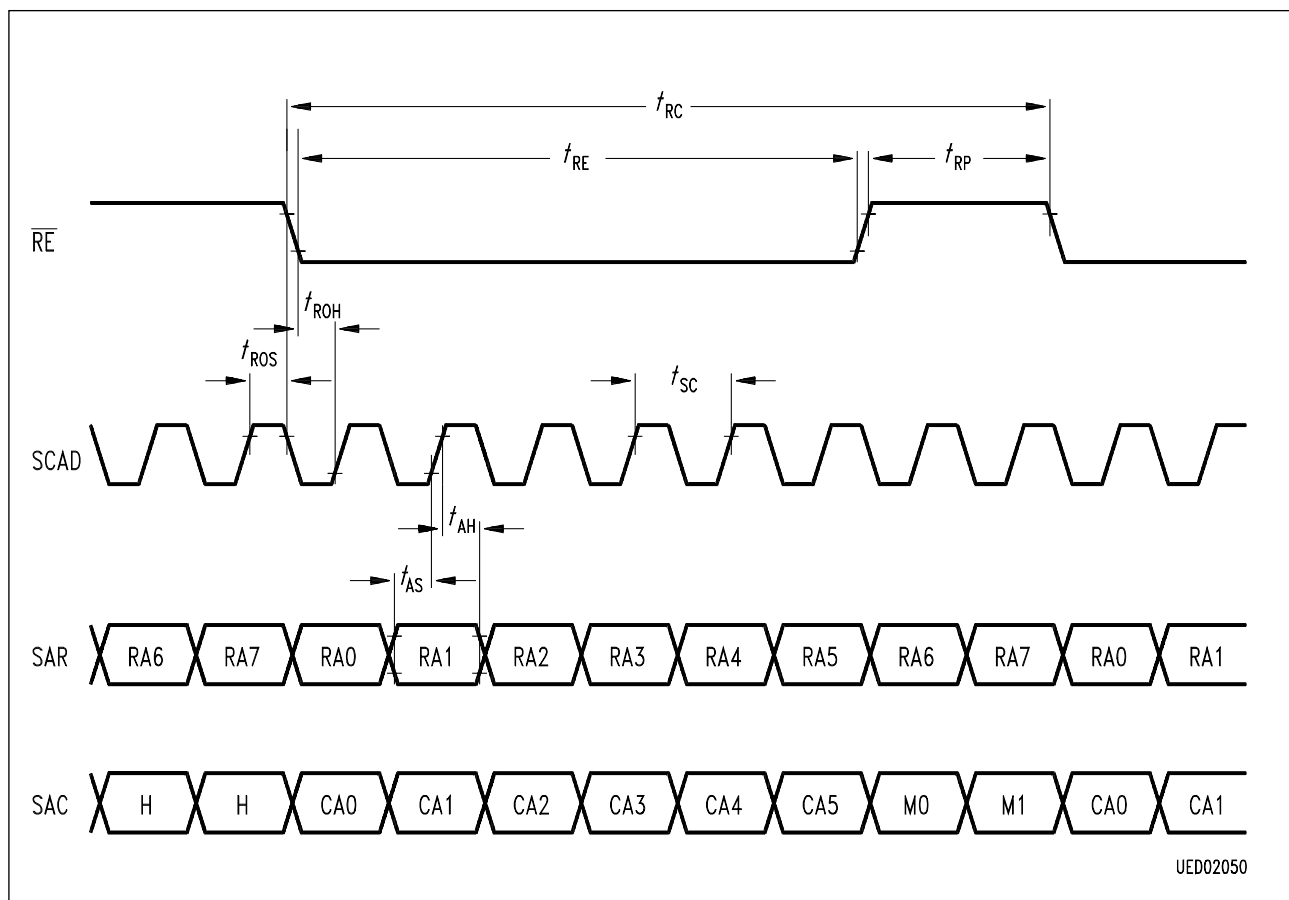 tRC
tRE
tRP
RE
tROH
tROS
tSC
SCAD
tAH
tAS
SAR RA6 RA7 RA0 RA1 RA2 RA3 RA4 RA5 RA6 RA7 RA0 RA1
SAC H H CA0 CA1 CA2 CA3 CA4 CA5 M0 M1 CA0 CA1
UED02050